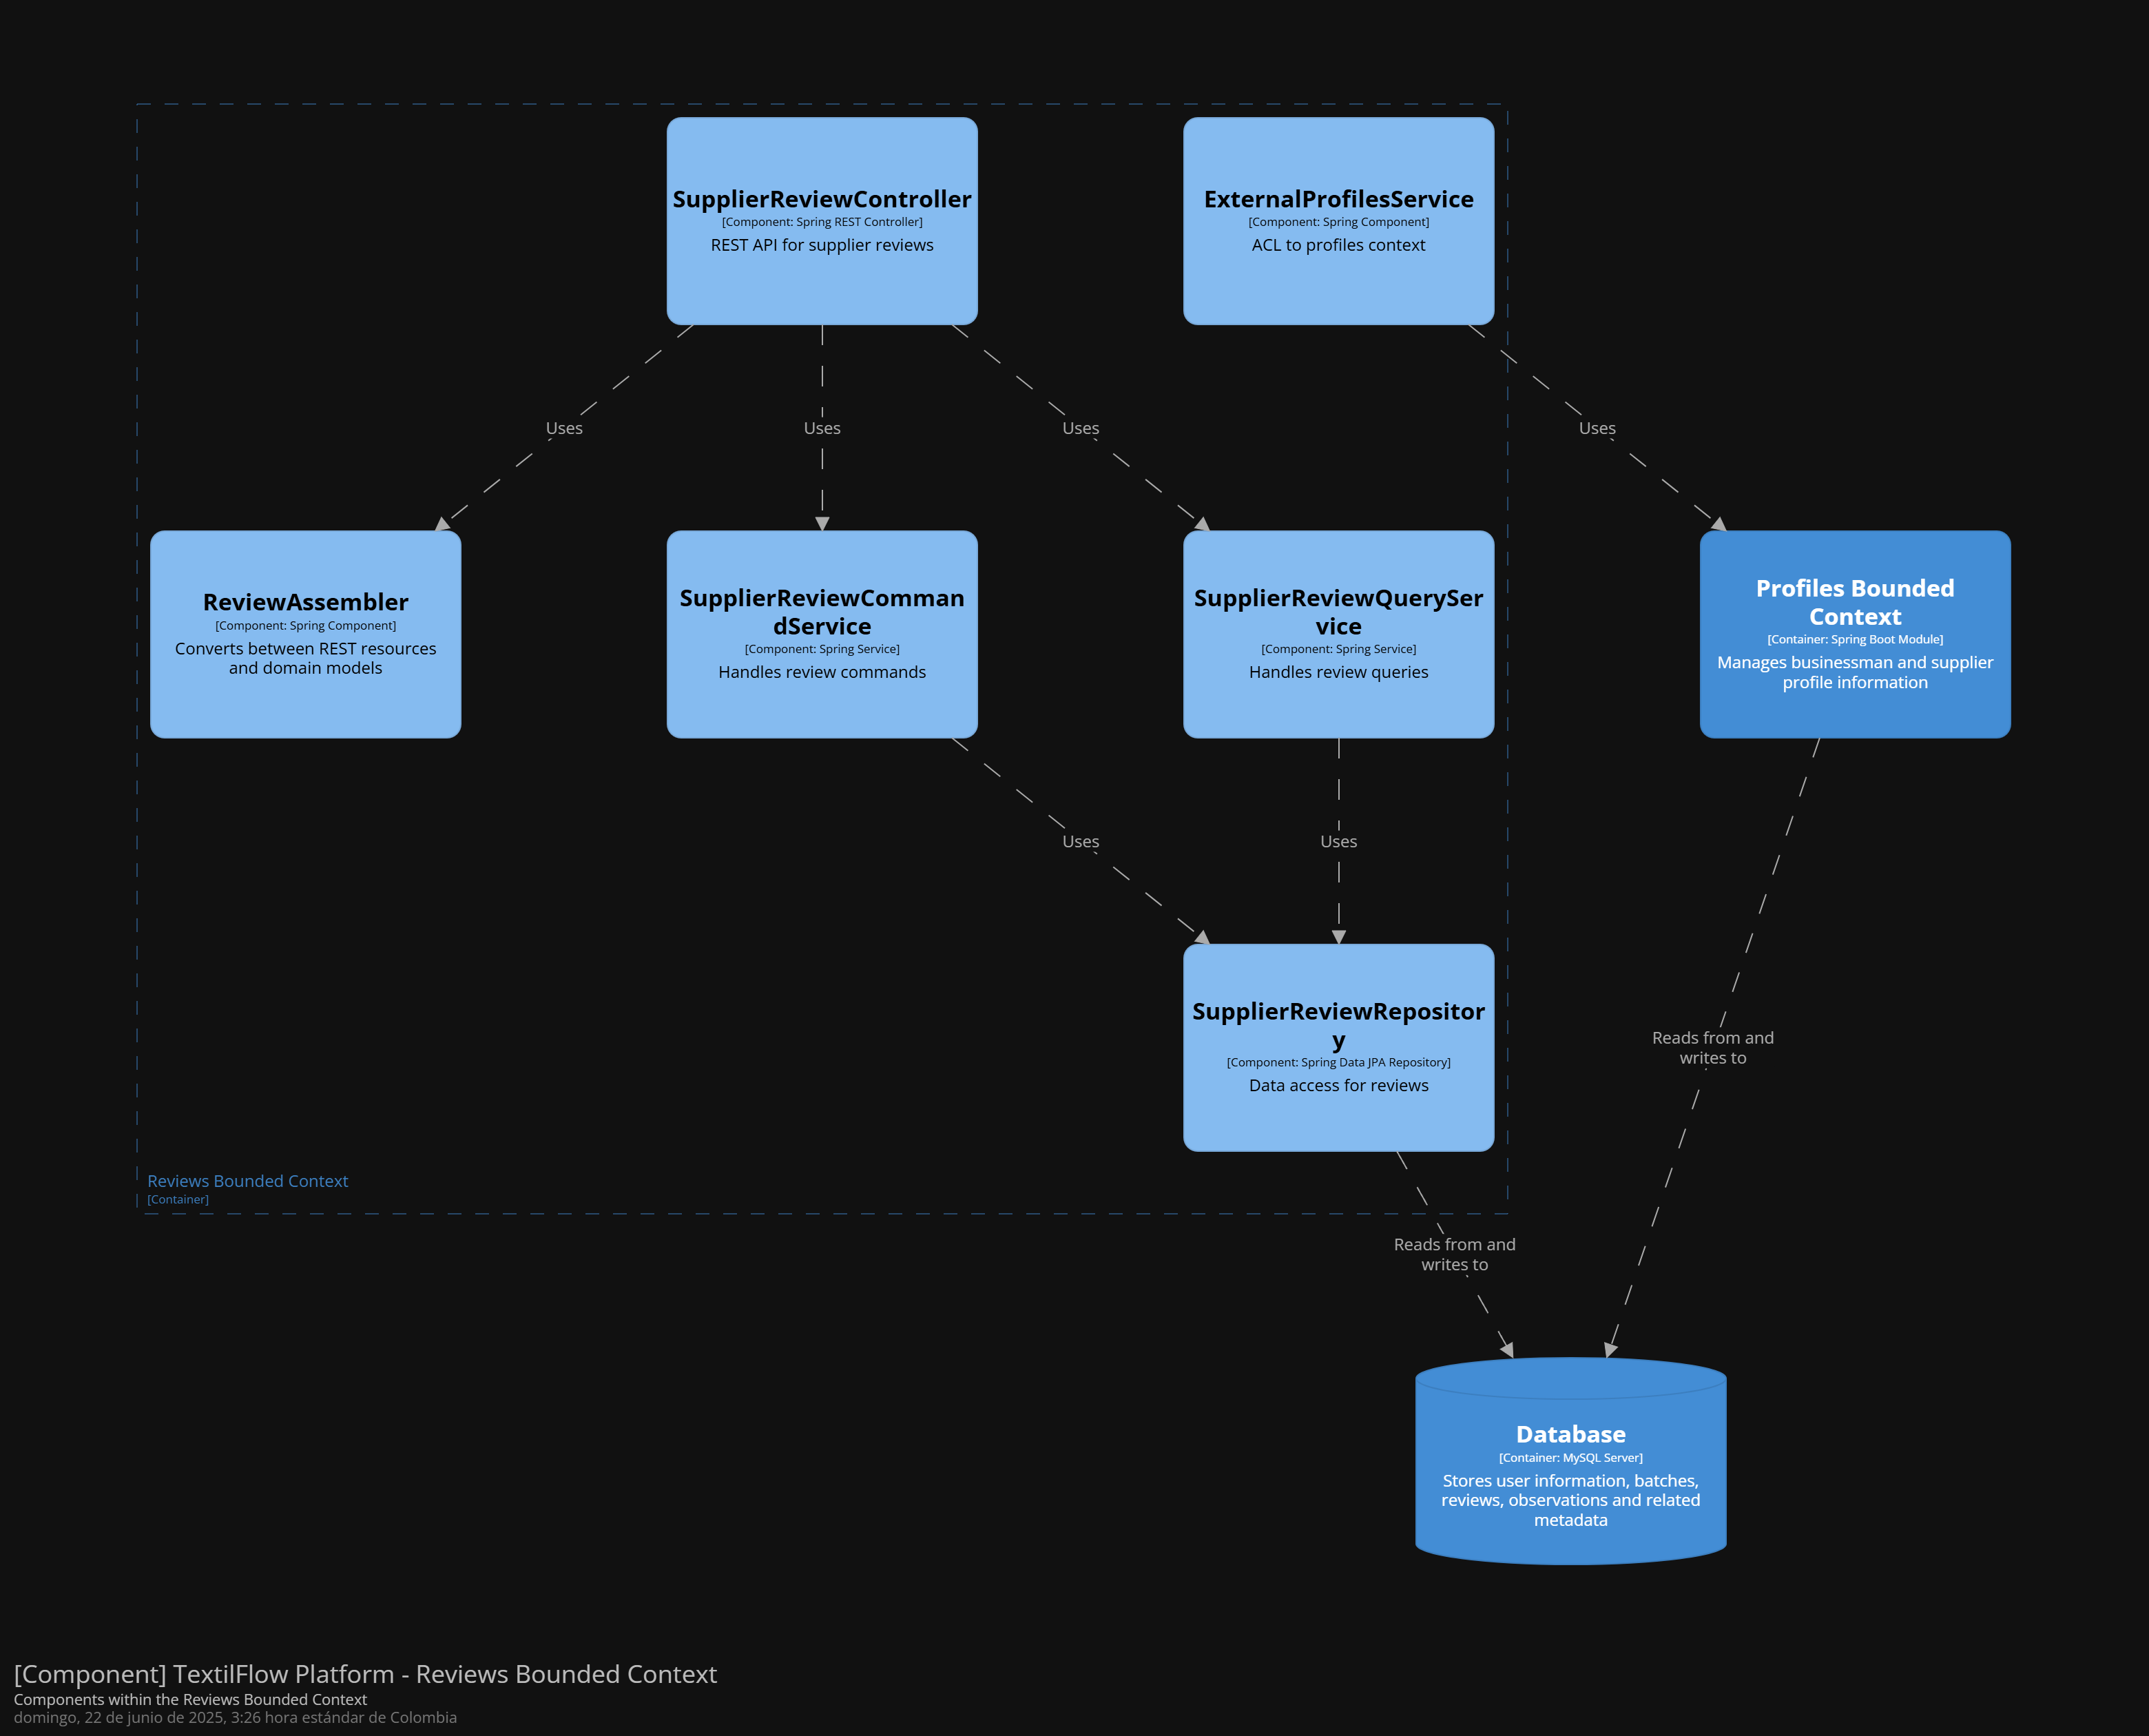 SupplierReviewController
[Component: Spring REST Controller]
REST API for supplier reviews
ExternalProfilesService
[Component: Spring Component]
ACL to profiles context
Uses
Uses
Uses
Uses
ReviewAssembler
[Component: Spring Component]
Converts between REST resources
and domain models
SupplierReviewComman
dService
[Component: Spring Service]
Handles review commands
SupplierReviewQuerySer
vice
[Component: Spring Service]
Handles review queries
Profiles Bounded
Context
[Container: Spring Boot Module]
Manages businessman and supplier
profile information
Uses
Uses
SupplierReviewRepositor
y
[Component: Spring Data JPA Repository]
Data access for reviews
Reads from and
writes to
Reviews Bounded Context
[Container]
Reads from and
writes to
Database
[Container: MySQL Server]
Stores user information, batches,
reviews, observations and related
metadata
[Component] TextilFlow Platform - Reviews Bounded Context
Components within the Reviews Bounded Context
domingo, 22 de junio de 2025, 3:26 hora estándar de Colombia